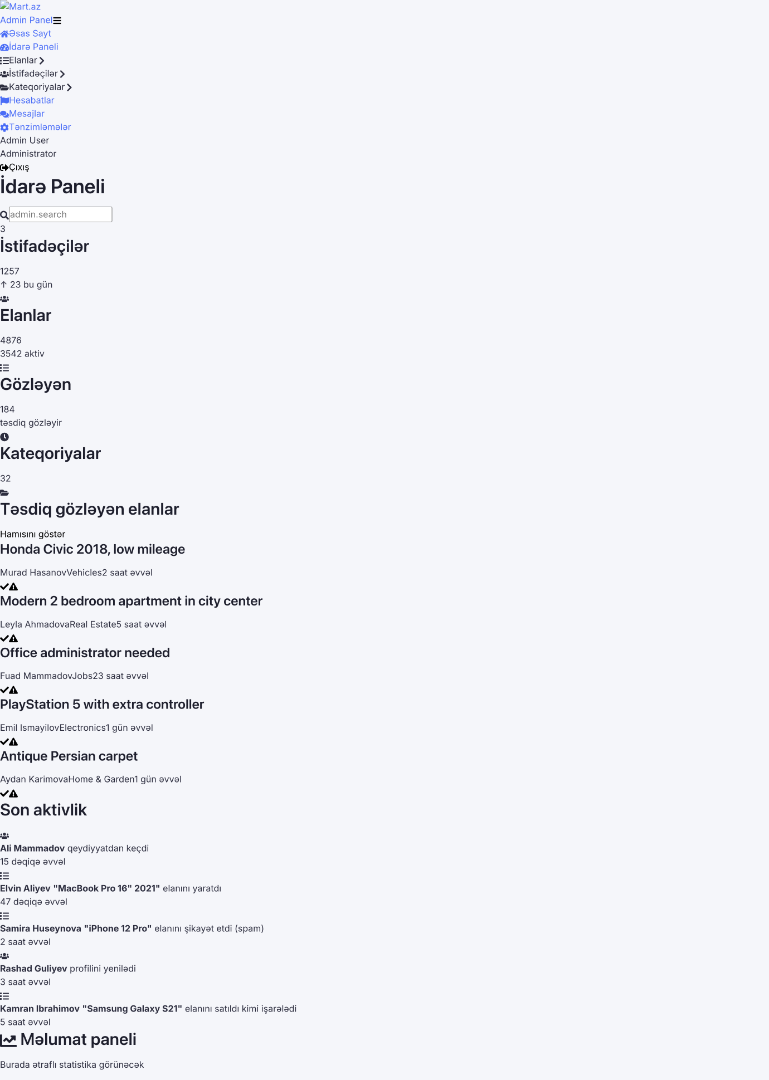 Mart.az
Admin Panel
Əsas Sayt
İdarə Paneli
Elanlar
İstifadəçilər
Kateqoriyalar
Hesabatlar
Mesajlar
Tənzimləmələr
Admin User
Administrator
Çıxış
İdarə Paneli
admin.search
3
İstifadəçilər
1257
↑ 23 bu gün
Elanlar
4876
3542 aktiv
Gözləyən
184
təsdiq gözləyir
Kateqoriyalar
32
Təsdiq gözləyən elanlar
Hamısını göstər
Honda Civic 2018, low mileage
Murad HasanovVehicles2 saat əvvəl
Modern 2 bedroom apartment in city center
Leyla AhmadovaReal Estate5 saat əvvəl
Office administrator needed
Fuad MammadovJobs23 saat əvvəl
PlayStation 5 with extra controller
Emil IsmayilovElectronics1 gün əvvəl
Antique Persian carpet
Aydan KarimovaHome & Garden1 gün əvvəl
Son aktivlik
Ali Mammadov qeydiyyatdan keçdi
15 dəqiqə əvvəl
Elvin Aliyev "MacBook Pro 16" 2021" elanını yaratdı
47 dəqiqə əvvəl
Samira Huseynova "iPhone 12 Pro" elanını şikayət etdi (spam)
2 saat əvvəl
Rashad Guliyev profilini yenilədi
3 saat əvvəl
Kamran Ibrahimov "Samsung Galaxy S21" elanını satıldı kimi işarələdi
5 saat əvvəl
Məlumat paneli
Burada ətraflı statistika görünəcək